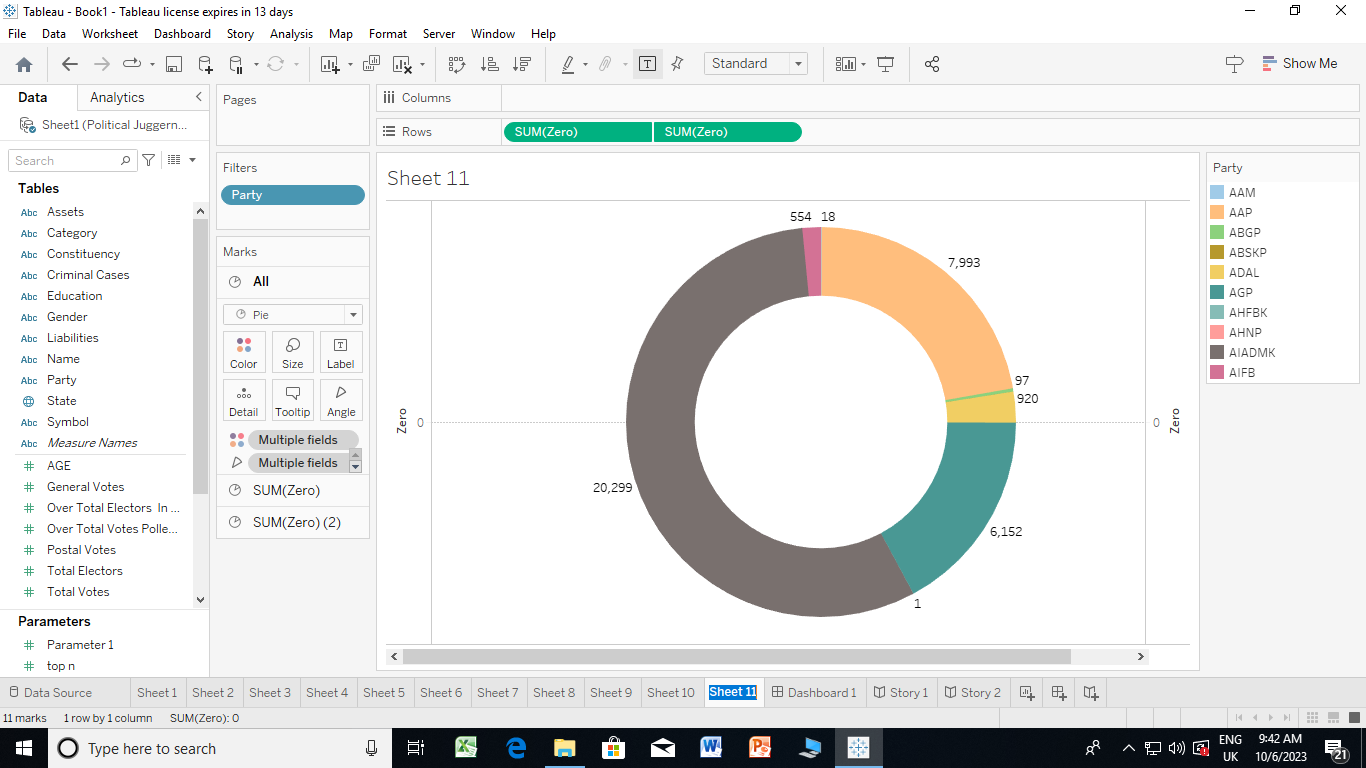 Tableau - Book1 - Tableau license expires in 13 days
File Data Worksheet Dashboard Story Analysis Map Format Server Window Help
Standard
Show Me
Data Analytics
Sheet1 (Political Juggern...
Search
Tables
Abc Assets
Abc Category
Abc Constituency
Abc Criminal Cases
Abc Education
Abc Gender
Abc Liabilities
Abc Name
Abc Party
State
Abc Symbol
Abc Measure Names
AGE
General Votes
Over Total Electors In ...
Over Total Votes Polle...
Postal Votes
Total Electors
Total Votes
Parameters
Parameter 1
top n
Pages
Filters
Party
Marks
All
Pie
Color Size Label
Detail Tooltip Angle
Multiple fields
Multiple fields
SUM(Zero)
SUM(Zero) (2)
Columns
Rows SUM(Zero) SUM(Zero)
Sheet 11
554 18
7,993
97
920
Zero 0
0 Zero
20,299
6,152
1
Party
AAM
AAP
ABGP
ABSKP
ADAL
AGP
AHFBK
AHNP
AIADMK
AIFB
Data Source Sheet 1 Sheet 2 Sheet 3 Sheet 4 Sheet 5 Sheet 6 Sheet 7 Sheet 8 Sheet 9 Sheet 10 Sheet 11 Dashboard 1 Story 1 Story 2
11 marks 1 row by 1 column SUM(Zero): 0
Type here to search
ENG
UK
9:42 AM
10/6/2023
21